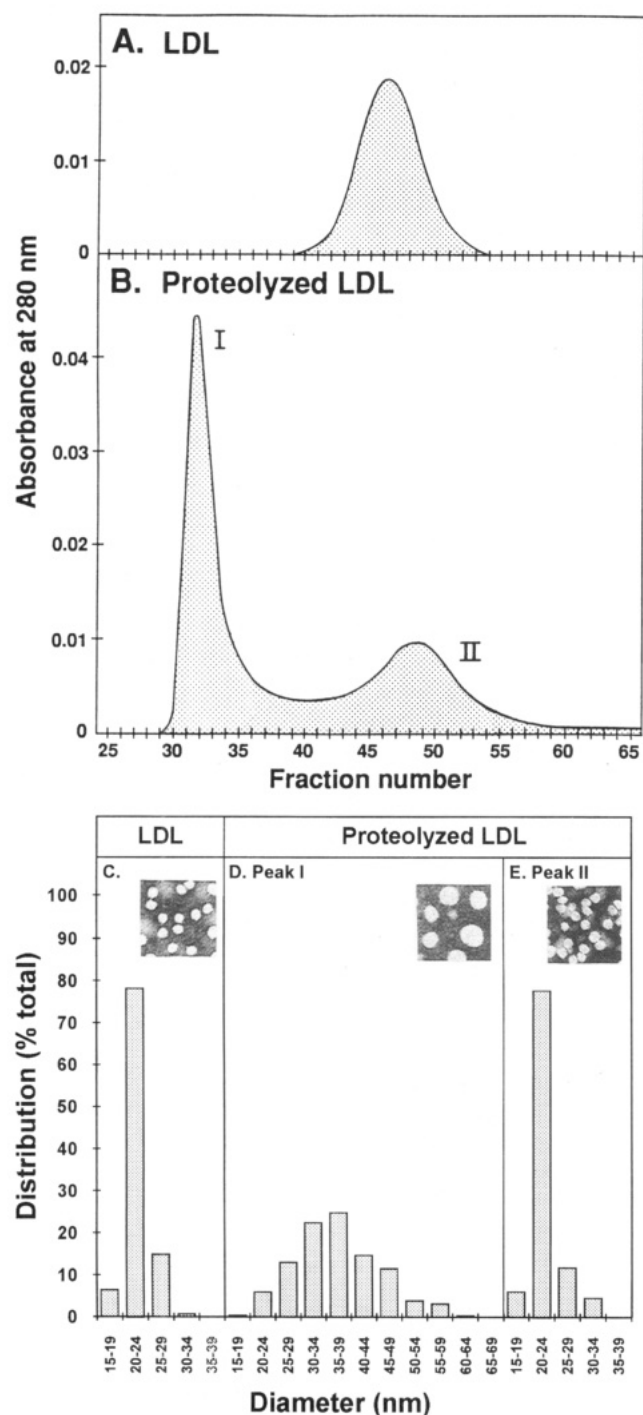 A. LDL
0.02
0.01
0
B. Proteolyzed LDL
I
0.04
0.03
0.02
0.01
0
II
Absorbance at 280 nm
25 30 35 40 45 50 55 60 65
Fraction number
LDL Proteolyzed LDL
C. D. Peak I E. Peak II
100
90
80
70
60
50
40
30
20
10
0
Distribution (% total)
15-19 20-24 25-29 30-34 35-39 15-19 20-24 25-29 30-34 35-39 40-44 45-49 50-54 55-59 60-64 65-69 15-19 20-24 25-29 30-34 35-39
Diameter (nm)